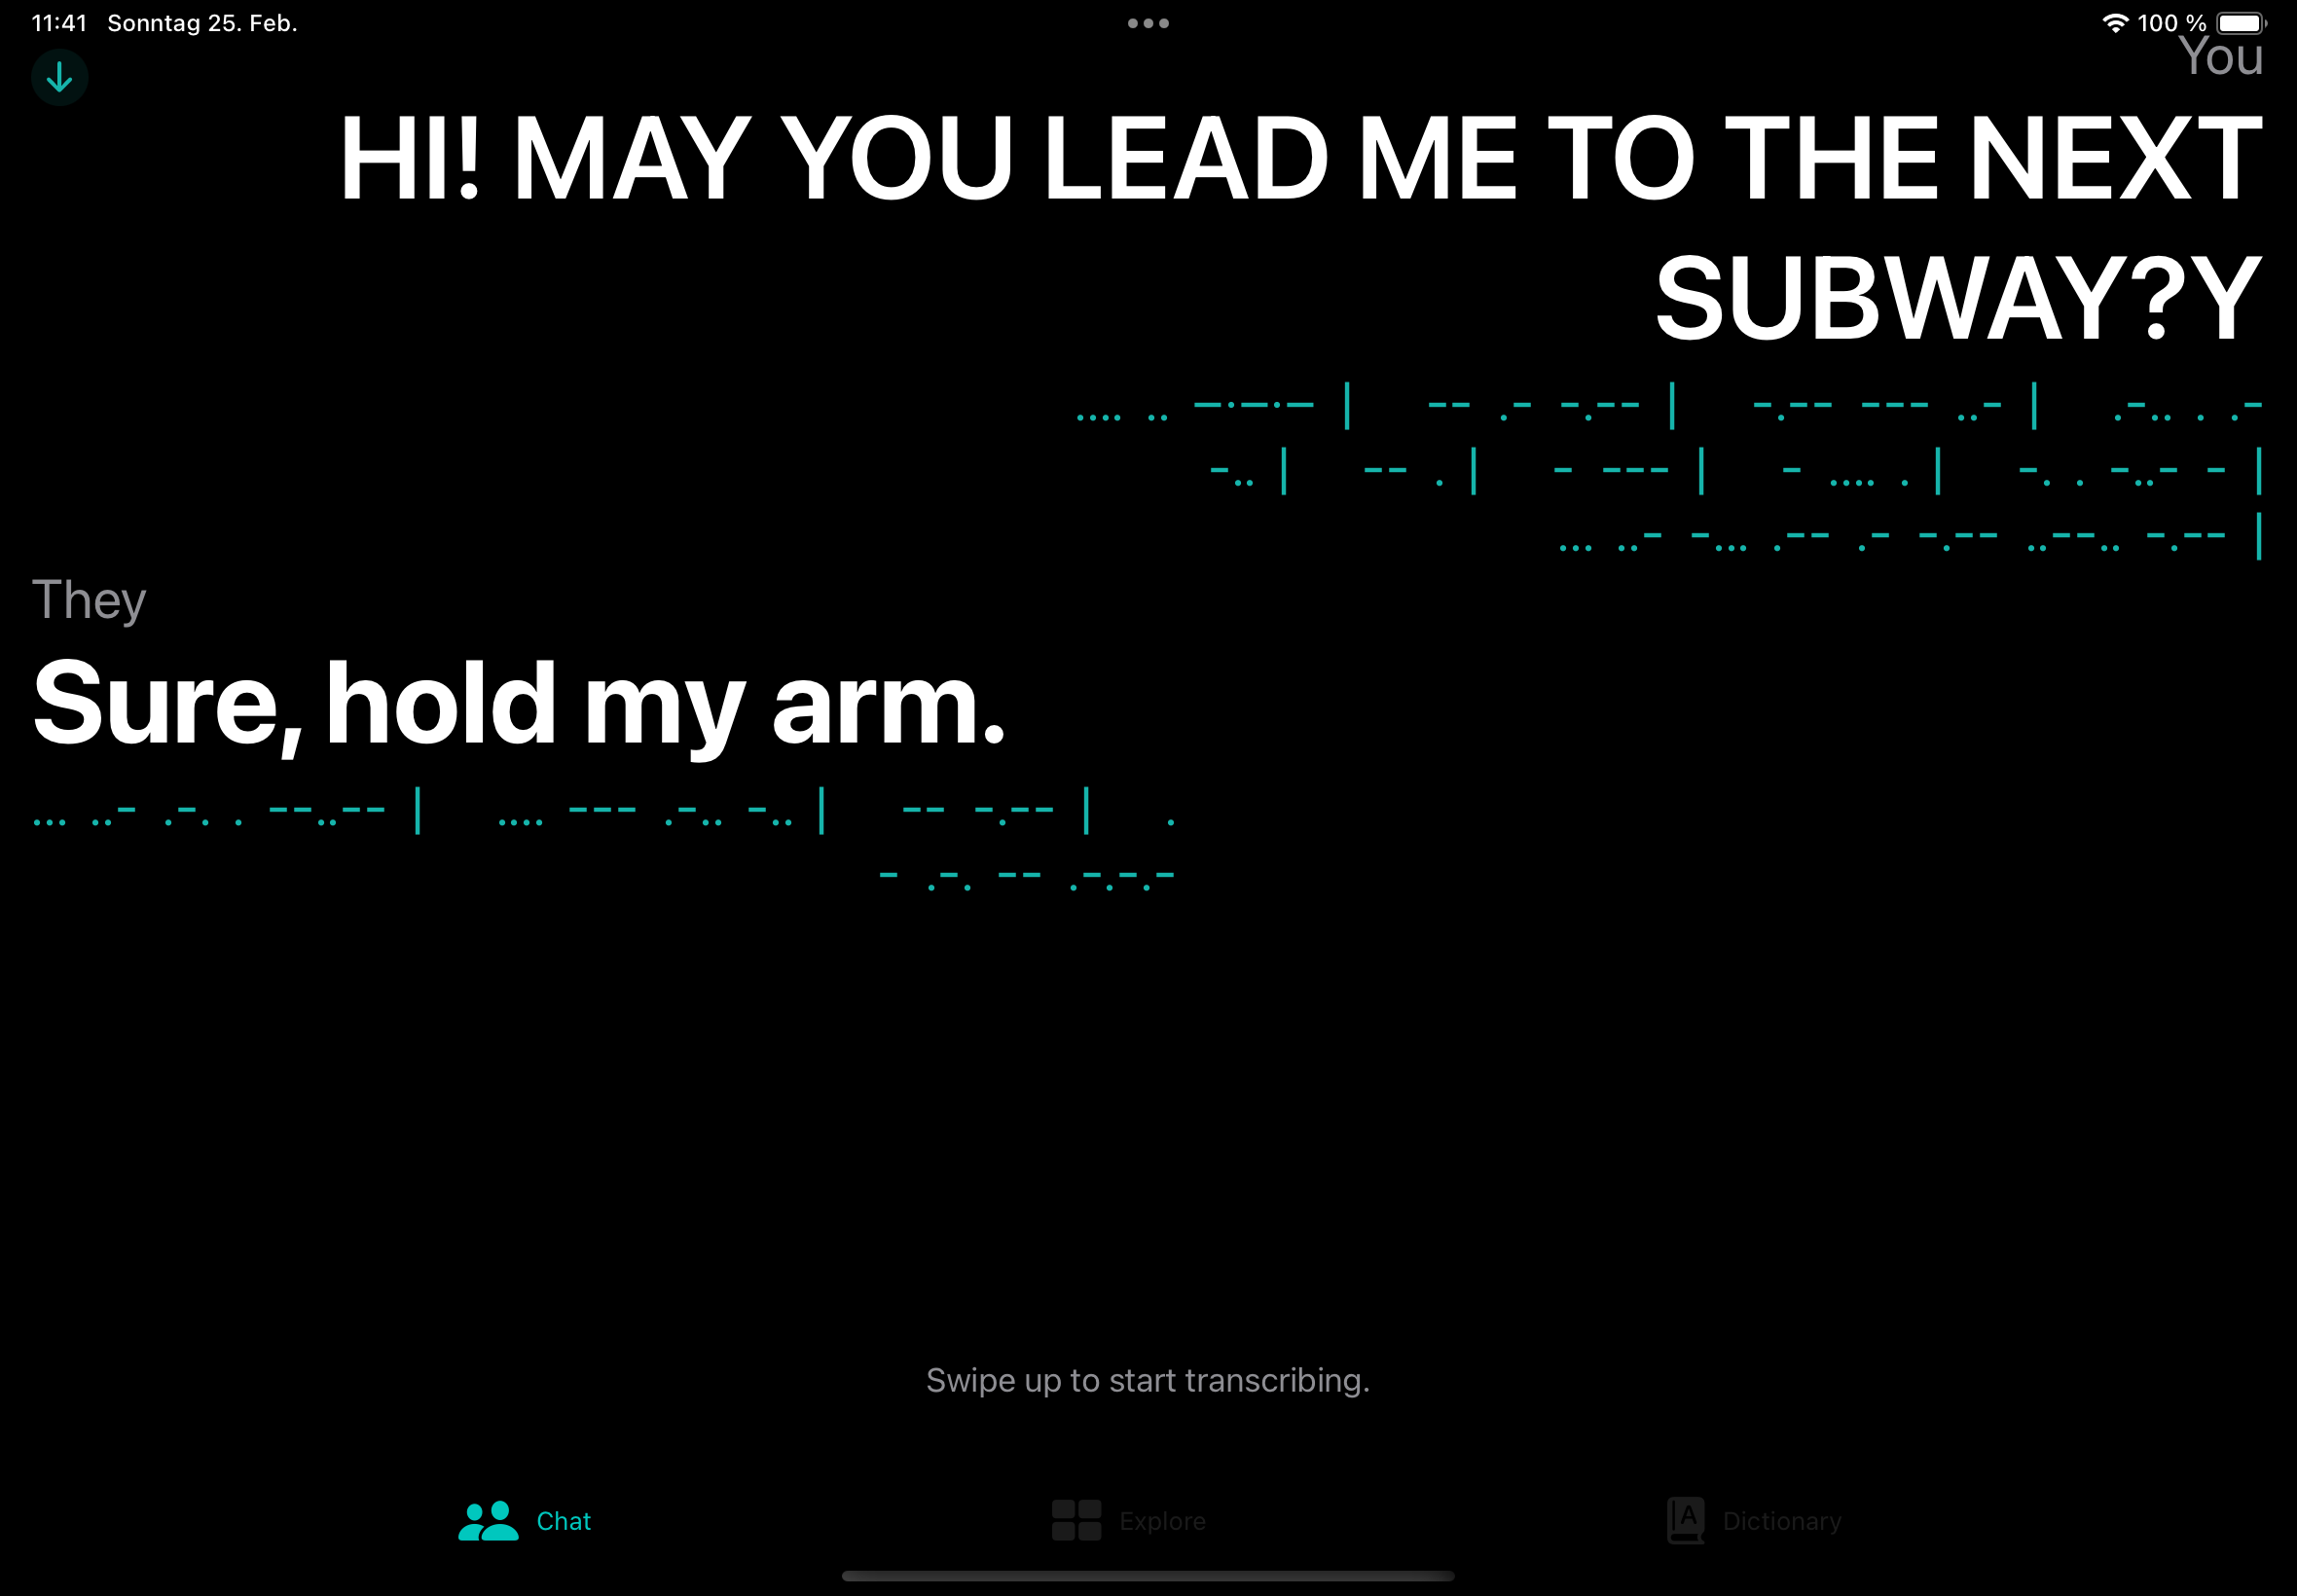 11:41 Sonntag 25. Feb.
100 %
You
HI! MAY YOU LEAD ME TO THE NEXT
SUBWAY?Y
.... .. —·—·— | -- .- -.-- | -.-- --- ..- | .-.. . .-
-.. | -- . | - --- | - .... . | -. . -..- - |
... ..- -... .-- .- -.-- ..--.. -.-- |
They
Sure, hold my arm.
... ..- .-. . --..-- | .... --- .-.. -.. | -- -.-- | .
- .-. -- .-.-.-
Swipe up to start transcribing.
Chat
Explore
Dictionary